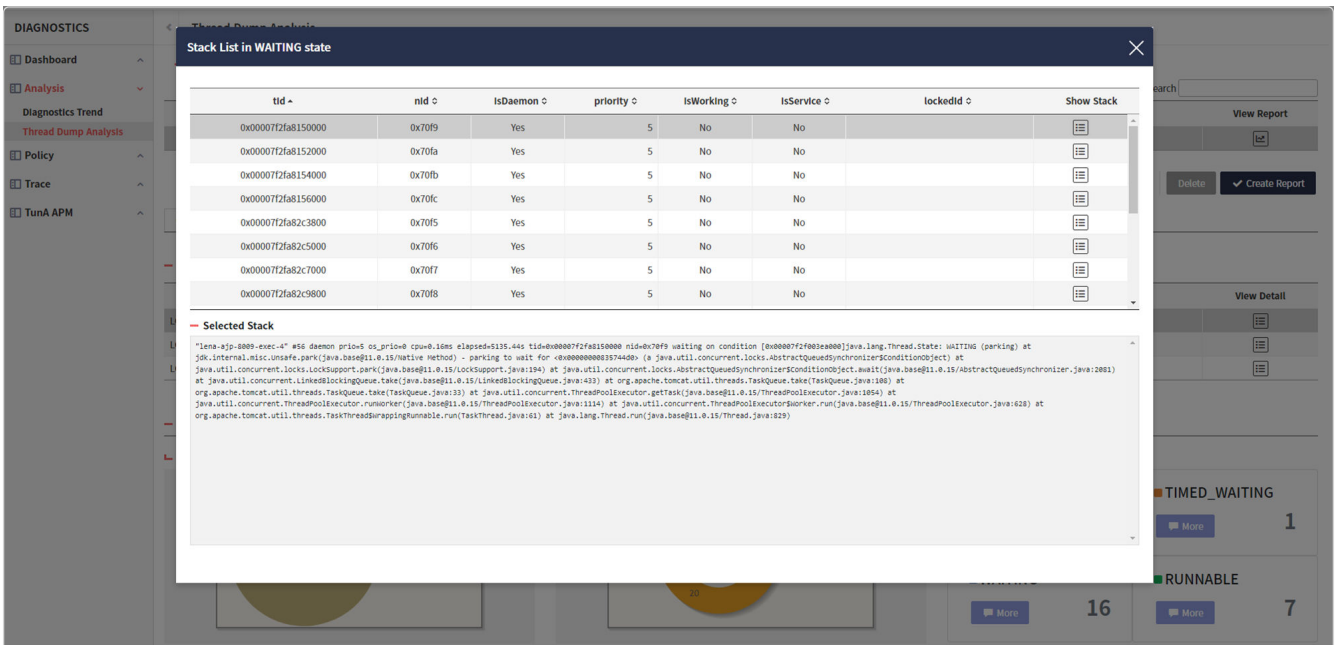 DIAGNOSTICS
Dashboard
Analysis
Diagnostics Trend
Thread Dump Analysis
Policy
Trace
TunA APM
Thread Dump Analysis
Stack List in WAITING state
tid nid isDaemon priority isWorking isService lockedId Show Stack
0x00007f2fa8150000 0x70f9 Yes 5 No No
0x00007f2fa8152000 0x70fa Yes 5 No No
0x00007f2fa8154000 0x70fb Yes 5 No No
0x00007f2fa8156000 0x70fc Yes 5 No No
0x00007f2fa82c3800 0x70f5 Yes 5 No No
0x00007f2fa82c5000 0x70f6 Yes 5 No No
0x00007f2fa82c7000 0x70f7 Yes 5 No No
0x00007f2fa82c9800 0x70f8 Yes 5 No No
Selected Stack
"lena-ajp-8009-exec-4" #56 daemon prio=5 os_prio=0 cpu=0.16ms elapsed=5135.44s tid=0x00007f2fa8150000 nid=0x70f9 waiting on condition [0x00007f2f003ea000]java.lang.Thread.State: WAITING (parking) at
jdk.internal.misc.Unsafe.park(java.base@11.0.15/Native Method) - parking to wait for <0x00000000835744d0> (a java.util.concurrent.locks.AbstractQueuedSynchronizer$ConditionObject) at
java.util.concurrent.locks.LockSupport.park(java.base@11.0.15/LockSupport.java:194) at java.util.concurrent.locks.AbstractQueuedSynchronizer$ConditionObject.await(java.base@11.0.15/AbstractQueuedSynchronizer.java:2081)
at java.util.concurrent.LinkedBlockingQueue.take(java.base@11.0.15/LinkedBlockingQueue.java:433) at org.apache.tomcat.util.threads.TaskQueue.take(TaskQueue.java:108) at
org.apache.tomcat.util.threads.TaskQueue.take(TaskQueue.java:33) at java.util.concurrent.ThreadPoolExecutor.getTask(java.base@11.0.15/ThreadPoolExecutor.java:1054) at
java.util.concurrent.ThreadPoolExecutor.runWorker(java.base@11.0.15/ThreadPoolExecutor.java:1114) at java.util.concurrent.ThreadPoolExecutor$Worker.run(java.base@11.0.15/ThreadPoolExecutor.java:628) at
org.apache.tomcat.util.threads.TaskThread$WrappingRunnable.run(TaskThread.java:61) at java.lang.Thread.run(java.base@11.0.15/Thread.java:829)
earch
View Report
Delete Create Report
View Detail
TIMED_WAITING
More 1
RUNNABLE
20
More 16
More 7